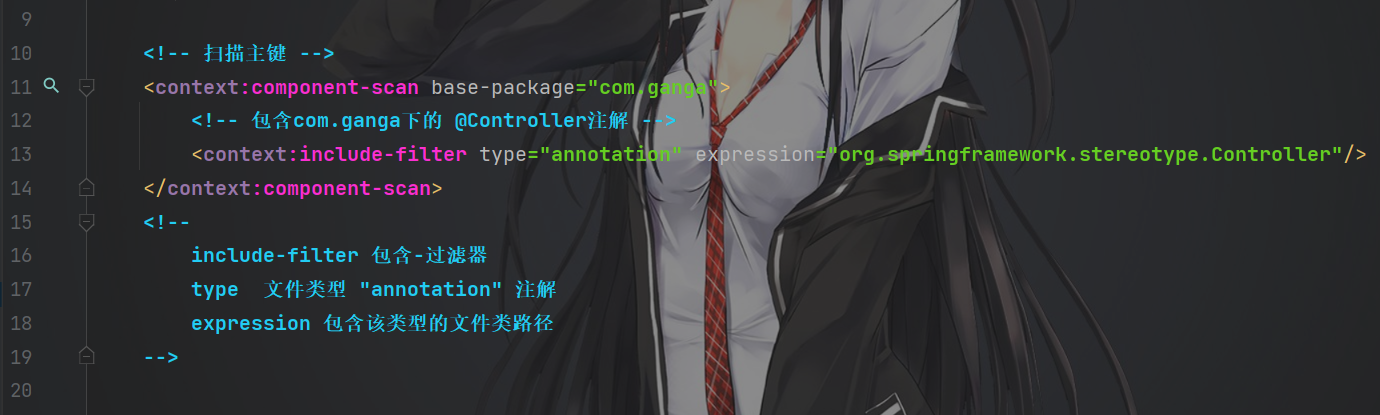 9
10 <!-- 扫描主键 -->
11 <context:component-scan base-package="com.ganga">
12 <!-- 包含com.ganga下的 @Controller注解 -->
13 <context:include-filter type="annotation" expression="org.springframework.stereotype.Controller"/>
14 </context:component-scan>
15 <!--
16 include-filter 包含-过滤器
17 type  文件类型 "annotation" 注解
18 expression 包含该类型的文件类路径
19 -->
20